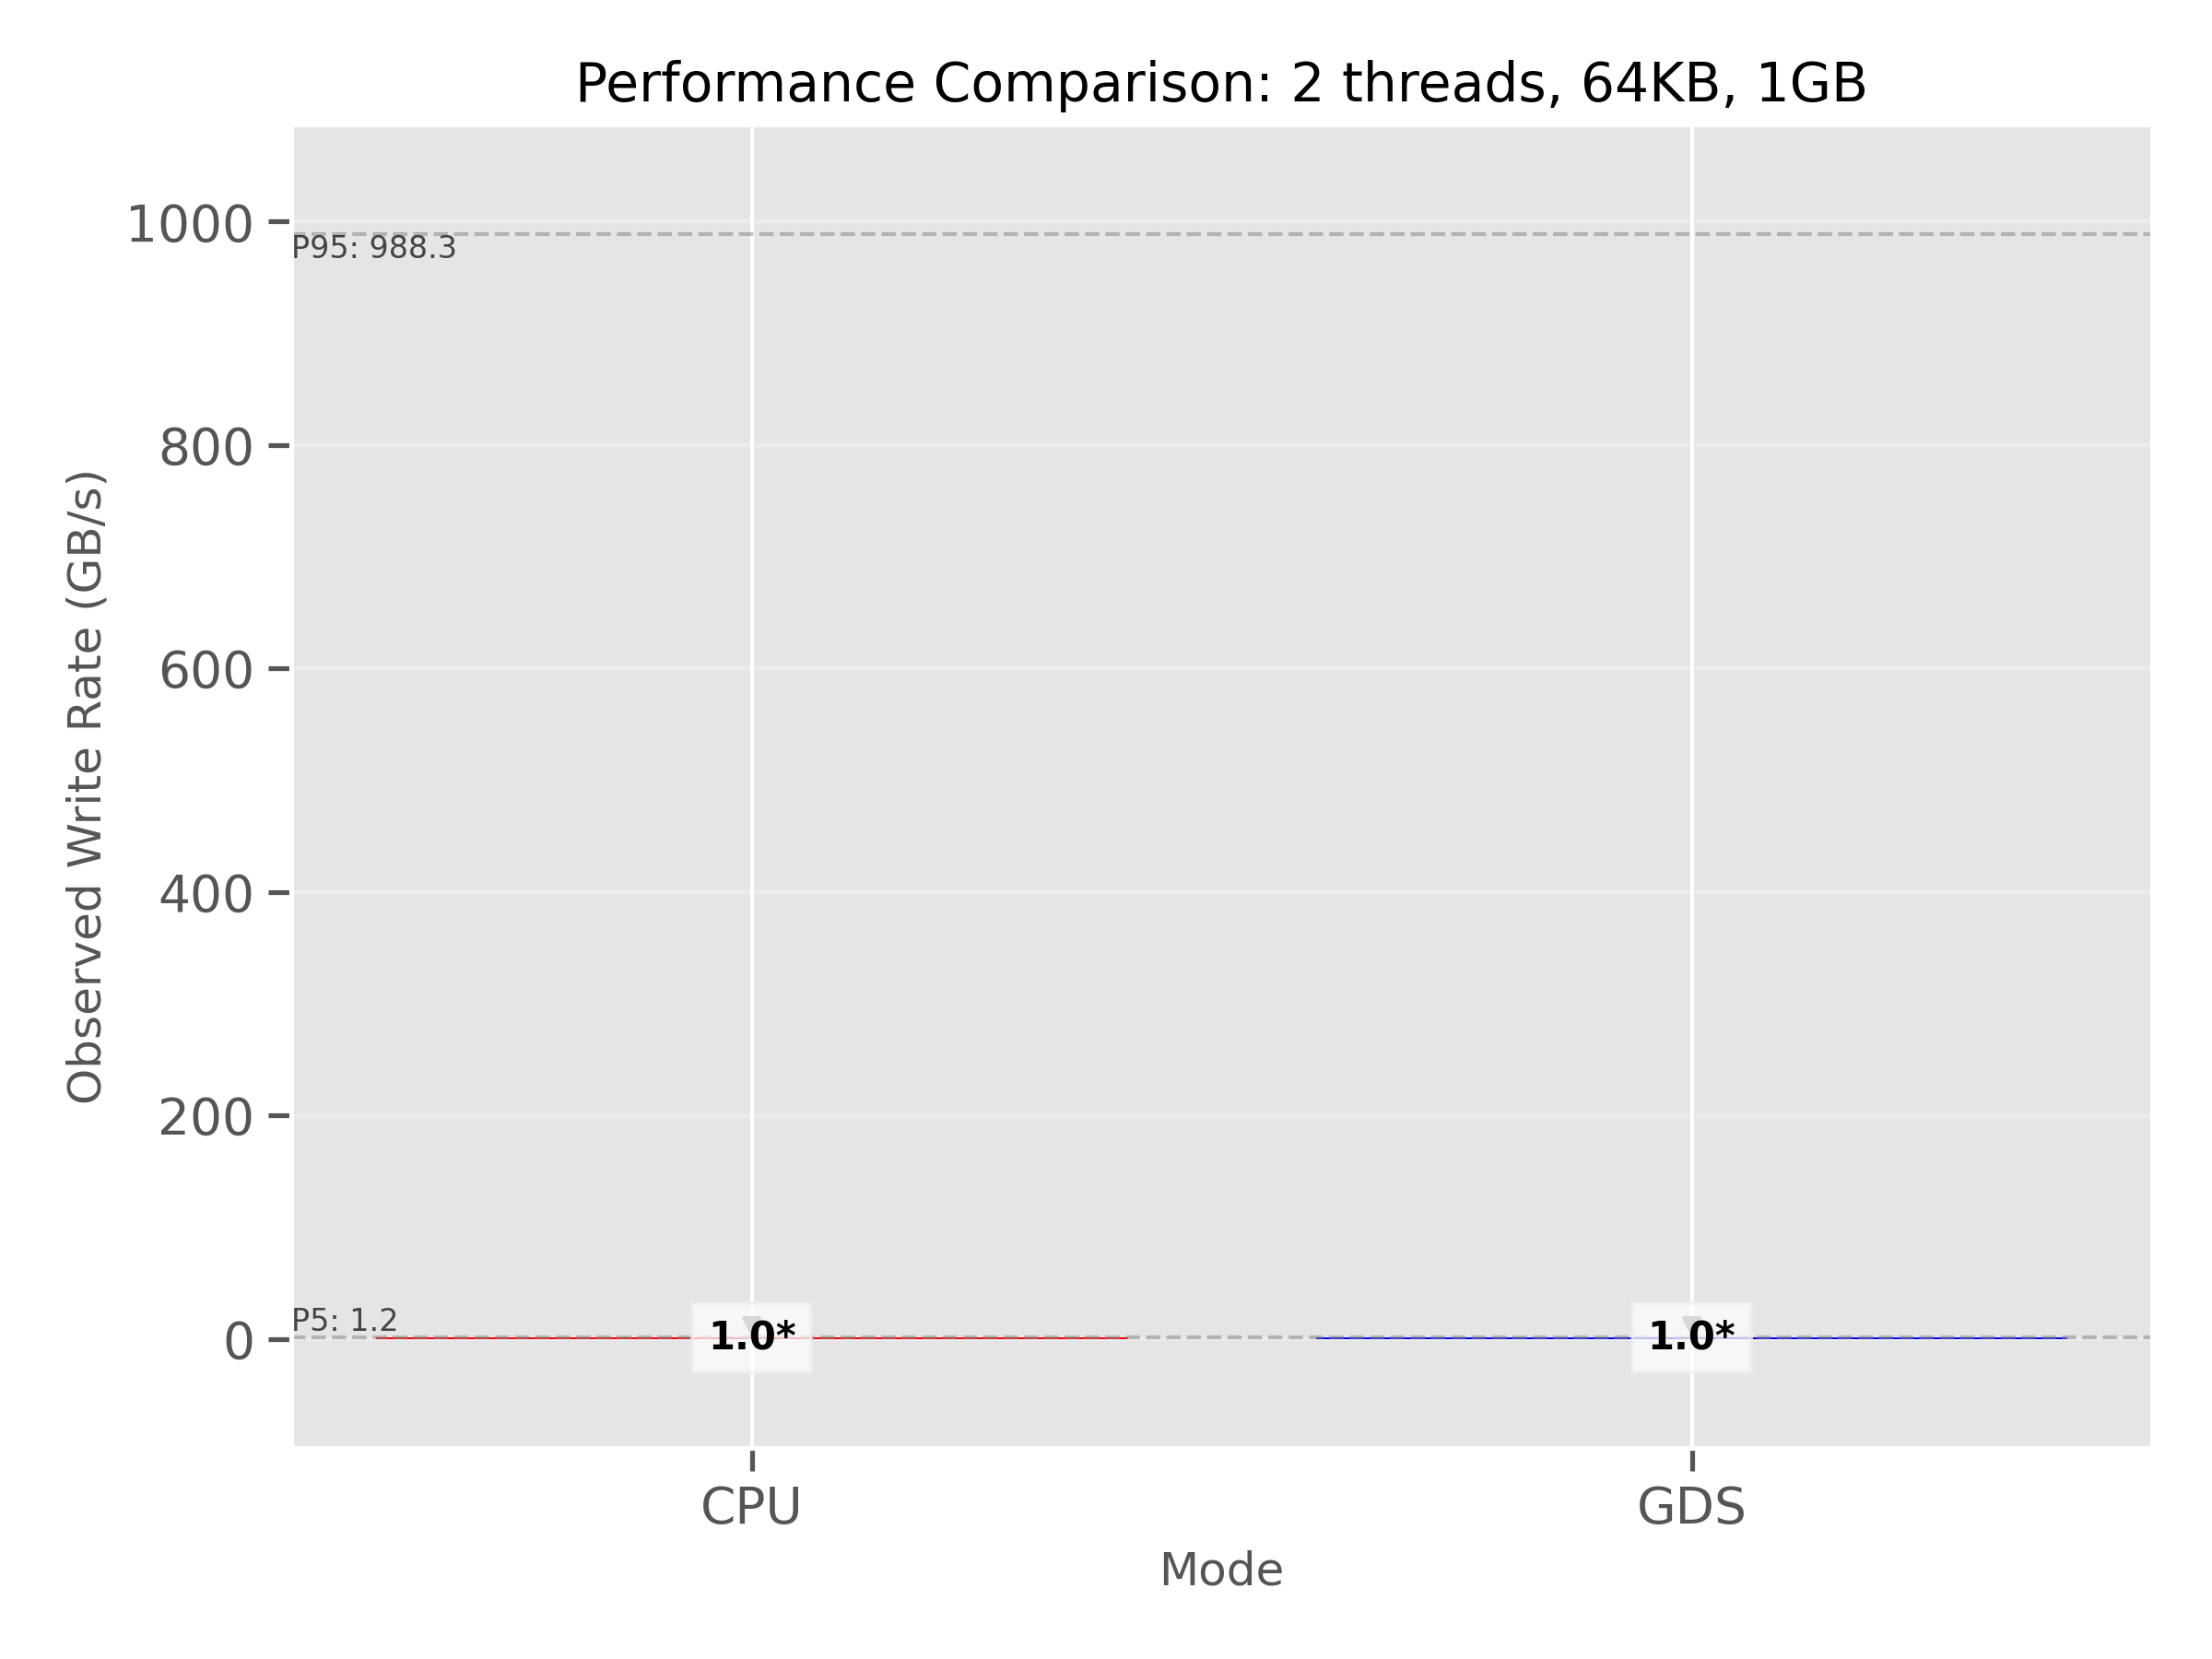 Performance Comparison: 2 threads, 64KB, 1GB
Observed Write Rate (GB/s)
1000
P95: 988.3
800
600
400
200
P5: 1.2
0
1.0*
1.0*
CPU
GDS
Mode